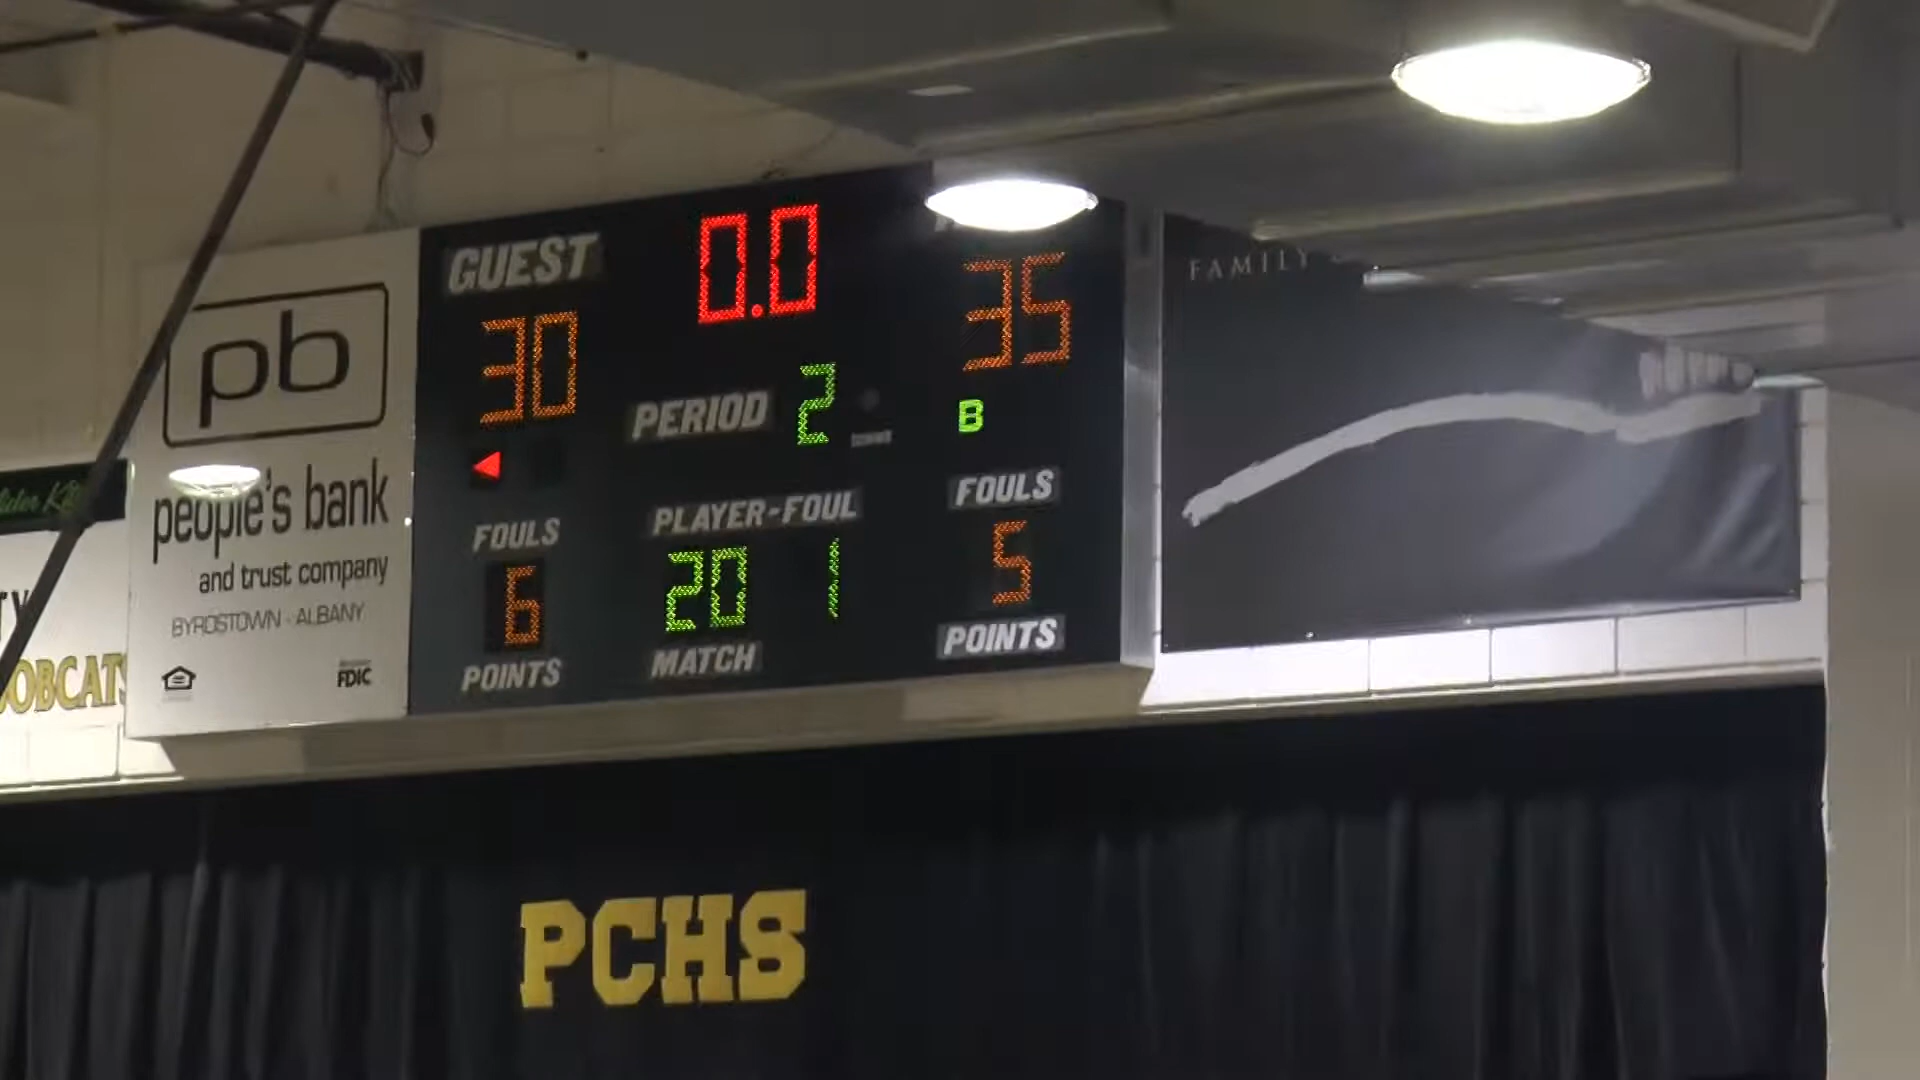 GUEST
0.0
30
35
PERIOD 2
B
FOULS
PLAYER-FOUL
FOULS
6
20 1
5
POINTS
MATCH
POINTS
pb
people's bank
and trust company
BYRDSTOWN - ALBANY
FDIC
OBCATS
FAMILY
PCHS